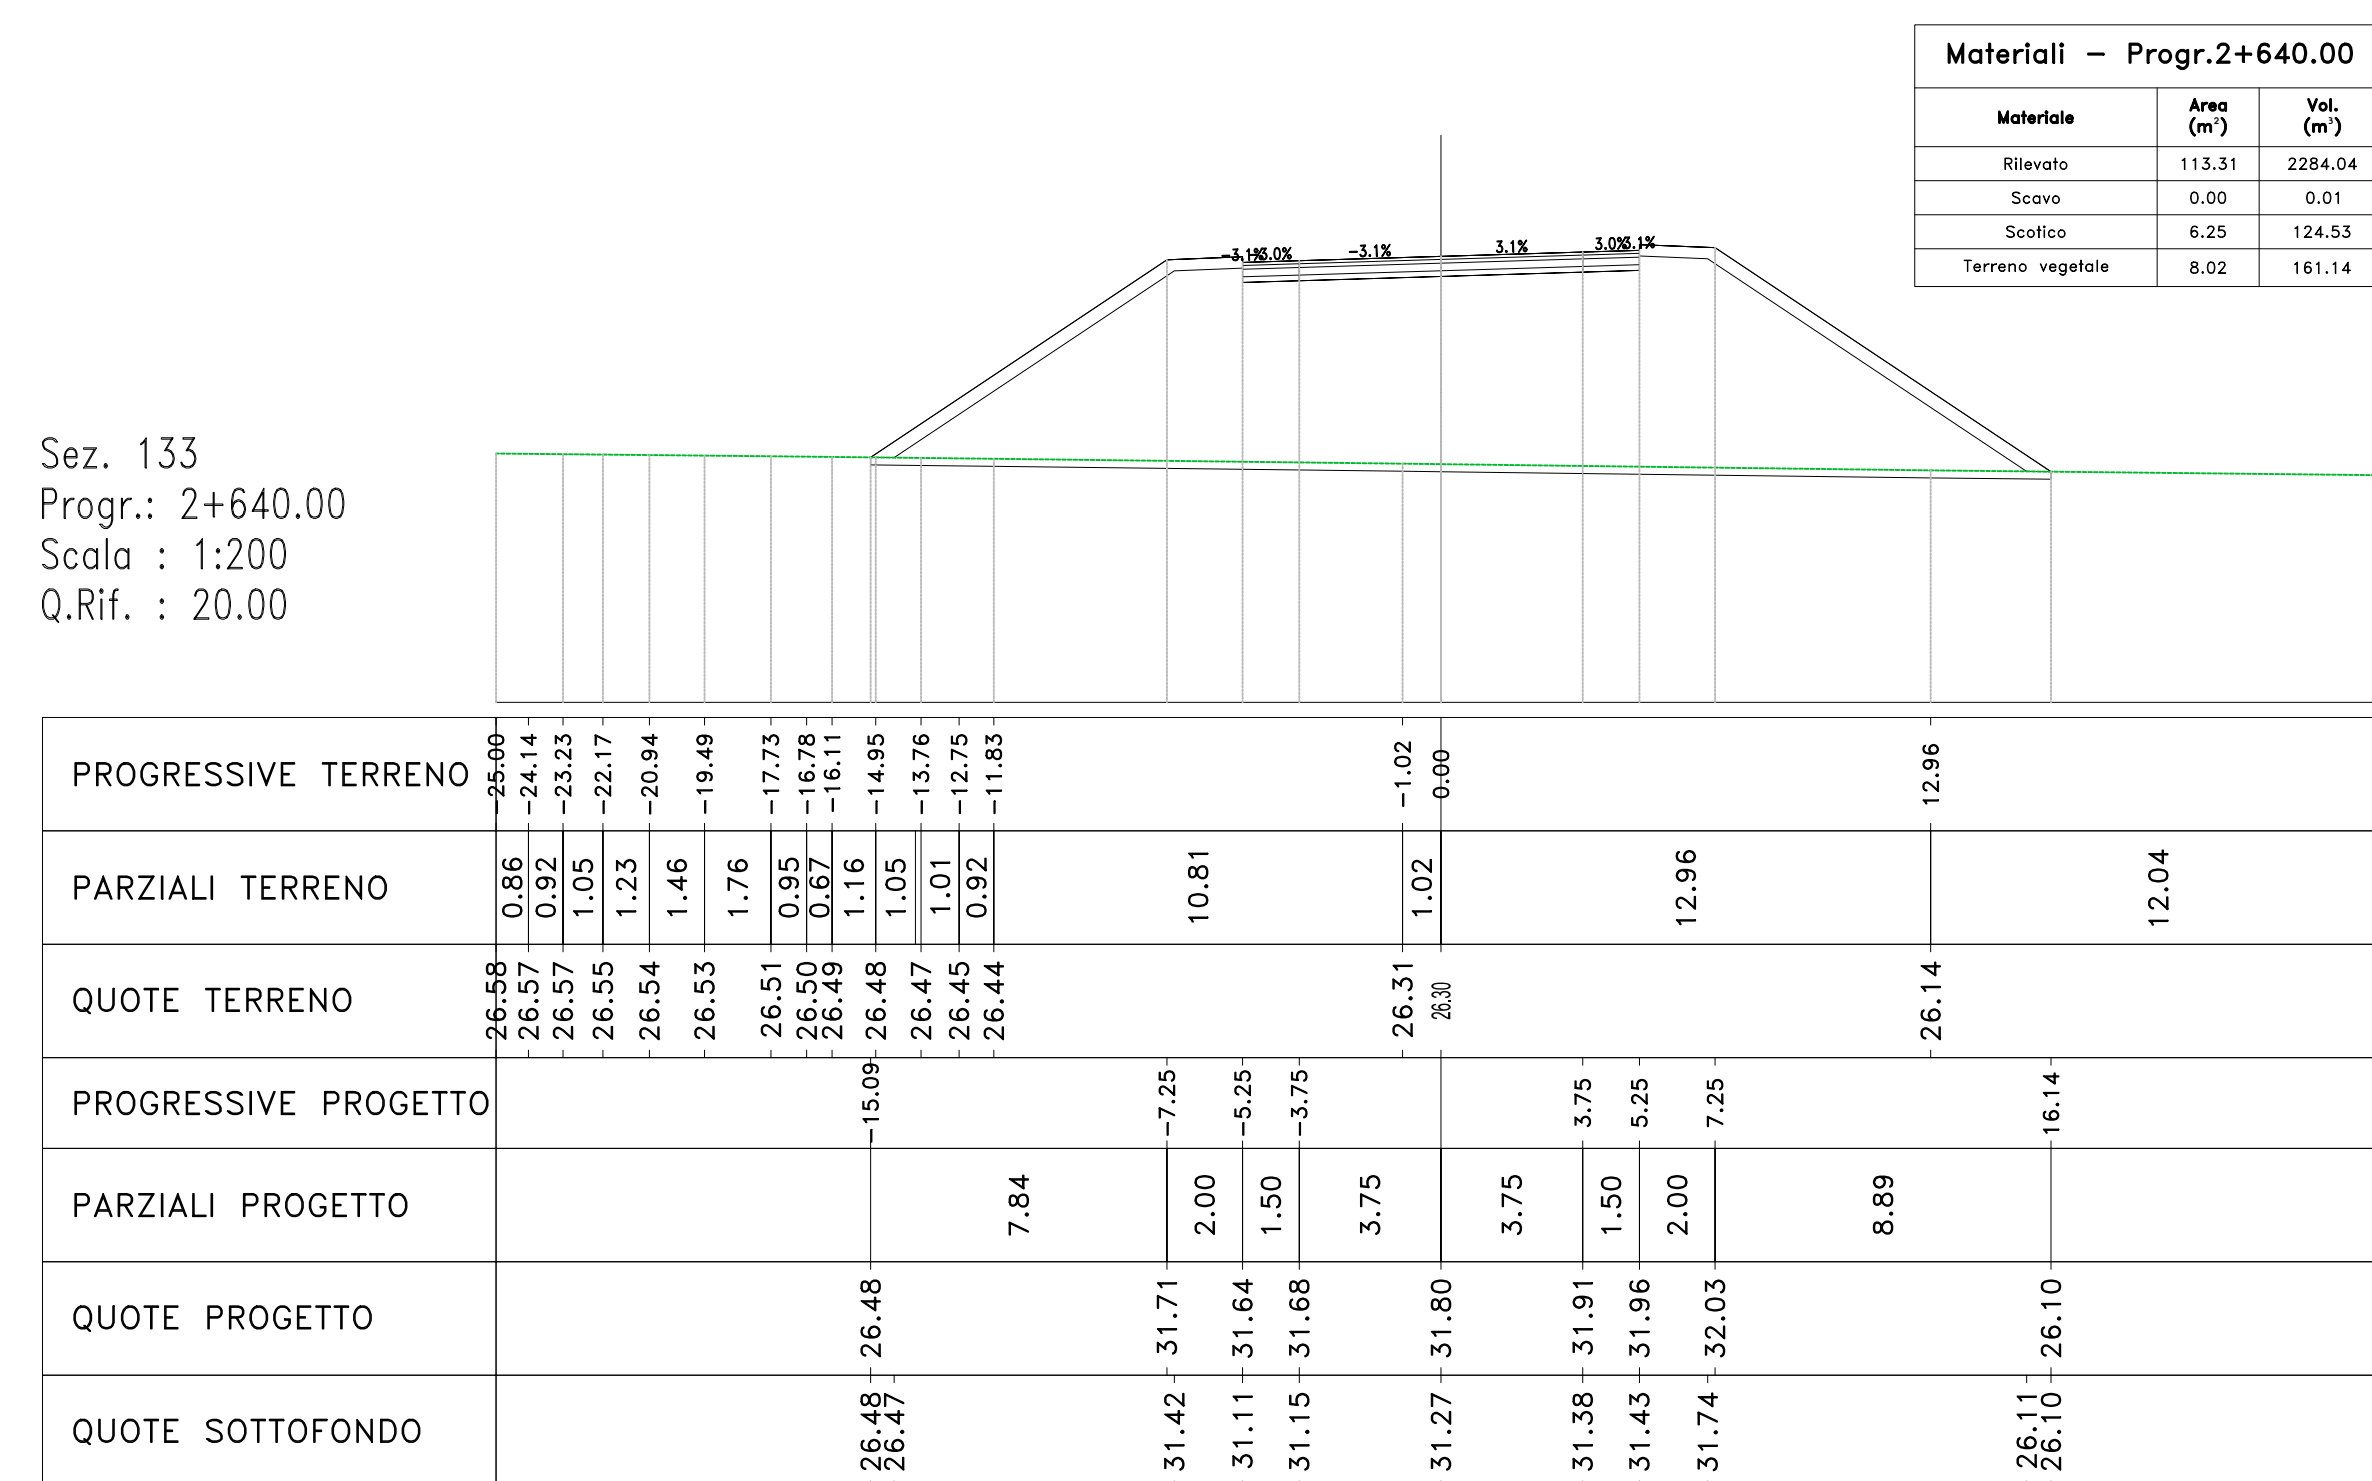 Materiali - Progr.2+640.00
Materiale Area (m²) Vol. (m³)
Rilevato 113.31 2284.04
Scavo 0.00 0.01
Scotico 6.25 124.53
Terreno vegetale 8.02 161.14
-3.1% -3.0% -3.1% 3.1% 3.0% 3.1%
Sez. 133
Progr.: 2+640.00
Scala : 1:200
Q.Rif. : 20.00
PROGRESSIVE TERRENO -25.00 -24.14 -23.23 -22.17 -20.94 -19.49 -17.73 -16.78 -16.11 -14.95 -13.76 -12.75 -11.83 -1.02 0.00 12.96
PARZIALI TERRENO 0.86 0.92 1.05 1.23 1.46 1.76 0.95 0.67 1.16 1.05 1.01 0.92 10.81 1.02 12.96 12.04
QUOTE TERRENO 26.58 26.57 26.57 26.55 26.54 26.53 26.51 26.50 26.49 26.48 26.47 26.45 26.44 26.31 26.30 26.14
PROGRESSIVE PROGETTO -15.09 -7.25 -5.25 -3.75 3.75 5.25 7.25 16.14
PARZIALI PROGETTO 7.84 2.00 1.50 3.75 3.75 1.50 2.00 8.89
QUOTE PROGETTO 26.48 31.71 31.64 31.68 31.80 31.91 31.96 32.03 26.10
QUOTE SOTTOFONDO 26.48 26.47 31.42 31.11 31.15 31.27 31.38 31.43 31.74 26.11 26.10